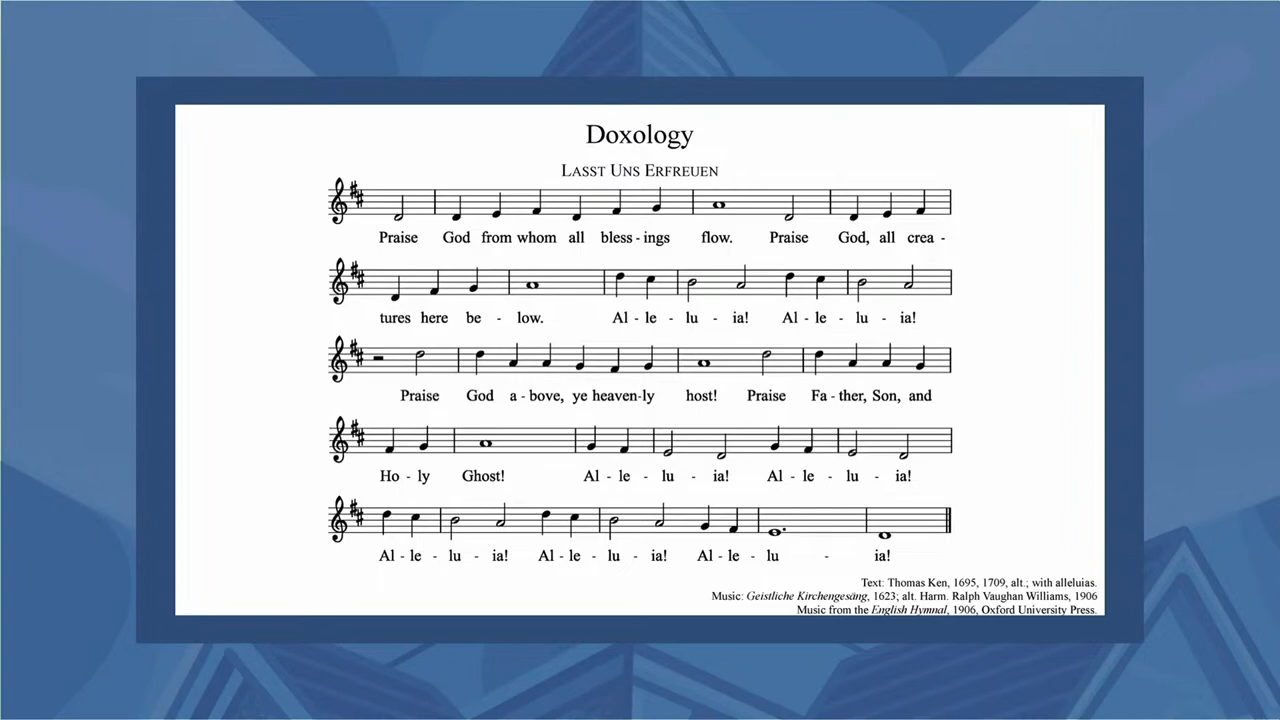 Doxology
LASST UNS ERFREUEN
Praise God from whom all bless - ings flow. Praise God, all crea -
tures here be - low. Al - le - lu - ia! Al - le - lu - ia!
Praise God a - bove, ye heaven - ly host! Praise Fa - ther, Son, and
Ho - ly Ghost! Al - le - lu - ia! Al - le - lu - ia!
Al - le - lu - ia! Al - le - lu - ia! Al - le - lu - ia!
Text: Thomas Ken, 1695, 1709, alt.; with alleluias.
Music: Geistliche Kirchengesäng, 1623; alt. Harm. Ralph Vaughan Williams, 1906
Music from the English Hymnal, 1906, Oxford University Press.